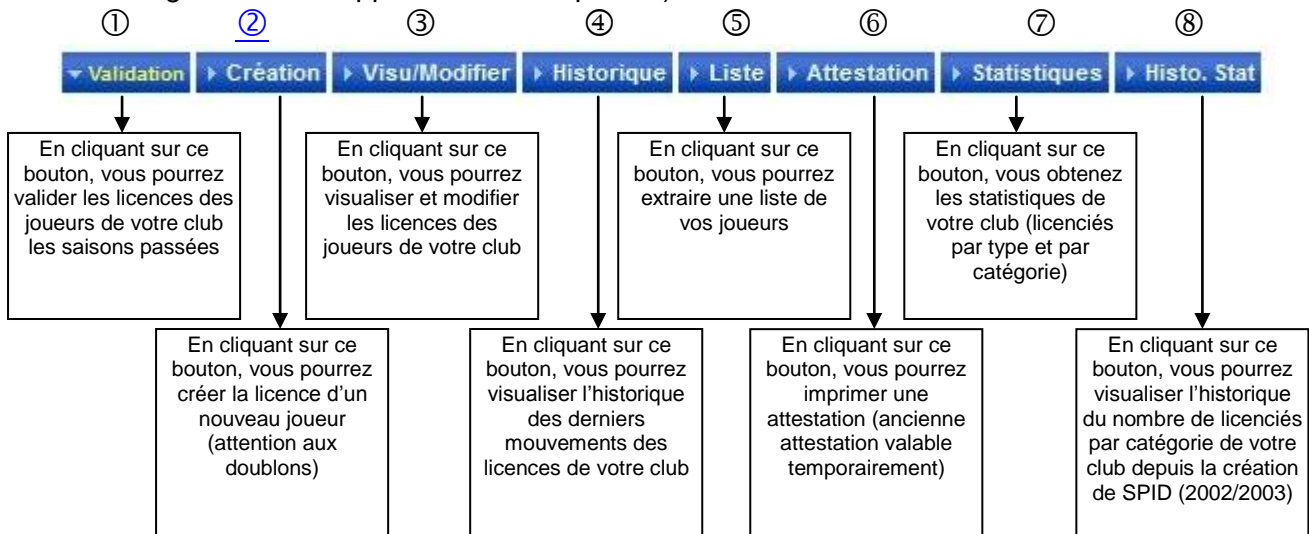 ① ② ③ ④ ⑤ ⑥ ⑦ ⑧
Validation Création Visu/Modifier Historique Liste Attestation Statistiques Histo. Stat
En cliquant sur ce
bouton, vous pourrez
valider les licences des
joueurs de votre club
les saisons passées
En cliquant sur ce
bouton, vous pourrez
visualiser et modifier
les licences des
joueurs de votre club
En cliquant sur ce
bouton, vous pourrez
extraire une liste de
vos joueurs
En cliquant sur ce
bouton, vous obtenez
les statistiques de
votre club (licenciés
par type et par
catégorie)
En cliquant sur ce
bouton, vous pourrez
créer la licence d'un
nouveau joueur
(attention aux
doublons)
En cliquant sur ce
bouton, vous pourrez
visualiser l'historique
des derniers
mouvements des
licences de votre club
En cliquant sur ce
bouton, vous pourrez
imprimer une
attestation (ancienne
attestation valable
temporairement)
En cliquant sur ce
bouton, vous pourrez
visualiser l'historique
du nombre de licenciés
par catégorie de votre
club depuis la création
de SPID (2002/2003)